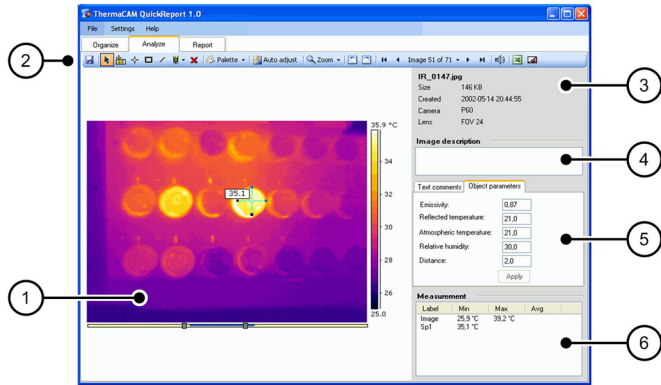 ThermaCAM QuickReport 1.0
File Settings Help
Organize Analyze Report
Palette Auto adjust Zoom Image 51 of 71
IR_0147.jpg
Size 146 KB
Created 2002-05-14 20:44:55
Camera P60
Lens FOV 24
Image description
Text comments Object parameters
Emissivity: 0,87
Reflected temperature: 21,0
Atmospheric temperature: 21,0
Relative humidity: 30,0
Distance: 2,0
Apply
Measurement
Label Min Max Avg
Image 25,9 °C 39,2 °C
Sp1 35,1 °C
35.9 °C
34
32
30
28
26
25.0
35.1
1
2
3
4
5
6